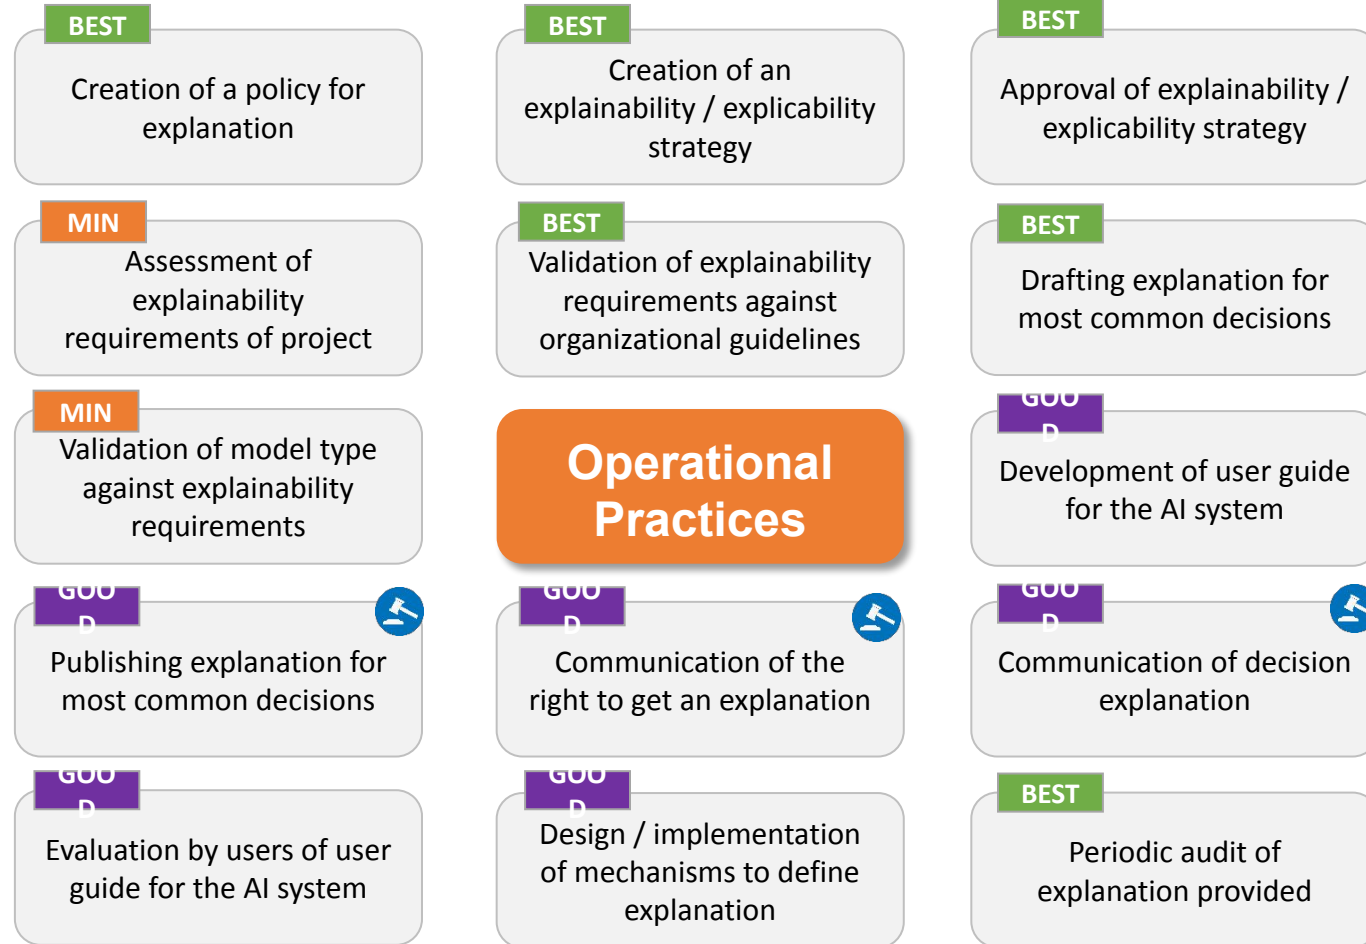 BEST
Creation of a policy for
explanation
BEST
Creation of an
explainability / explicability
strategy
BEST
Approval of explainability /
explicability strategy
MIN
Assessment of
explainability
requirements of project
BEST
Validation of explainability
requirements against
organizational guidelines
BEST
Drafting explanation for
most common decisions
MIN
Validation of model type
against explainability
requirements
Operational
Practices
GOO
D
Development of user guide
for the AI system
GOO
D
Publishing explanation for
most common decisions
GOO
D
Communication of the
right to get an explanation
GOO
D
Communication of decision
explanation
GOO
D
Evaluation by users of user
guide for the AI system
GOO
D
Design / implementation
of mechanisms to define
explanation
BEST
Periodic audit of
explanation provided